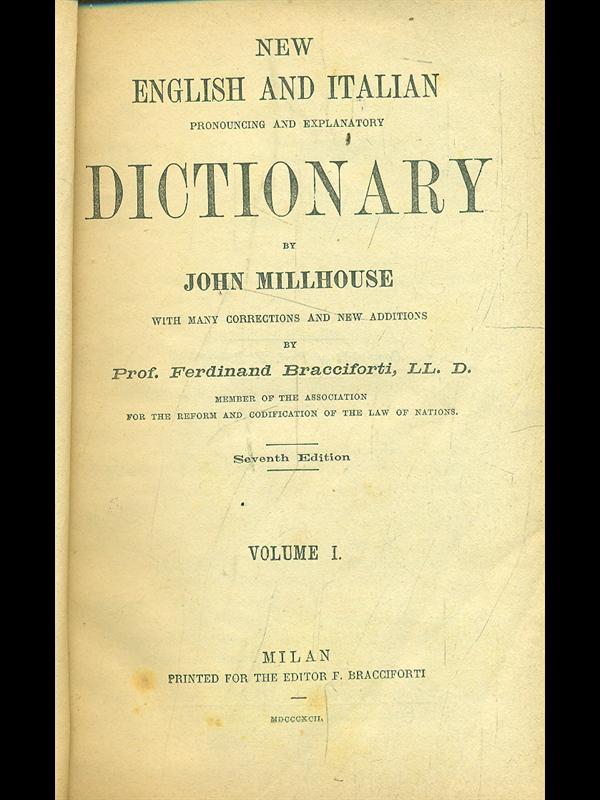 NEW
ENGLISH AND ITALIAN
PRONOUNCING AND EXPLANATORY
DICTIONARY
BY
JOHN MILLHOUSE
WITH MANY CORRECTIONS AND NEW ADDITIONS
BY
Prof. Ferdinand Bracciforti, LL. D.
MEMBER OF THE ASSOCIATION
FOR THE REFORM AND CODIFICATION OF THE LAW OF NATIONS.
Seventh Edition
VOLUME I.
MILAN
PRINTED FOR THE EDITOR F. BRACCIFORTI
MDCCCXCII.